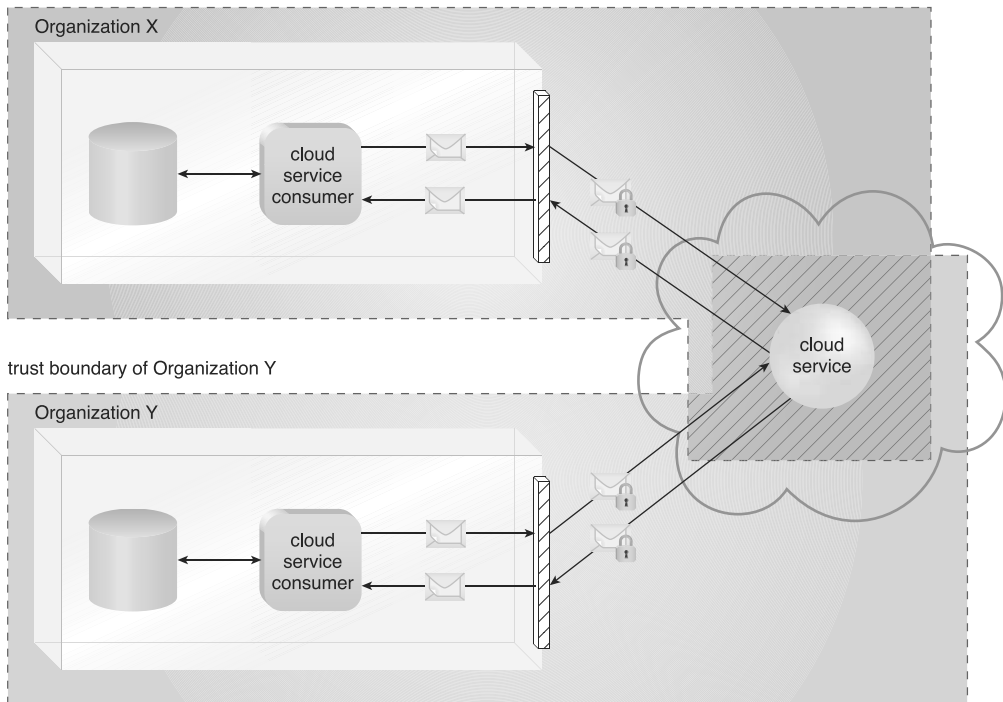 Organization X
cloud
service
consumer
cloud
service
trust boundary of Organization Y
Organization Y
cloud
service
consumer